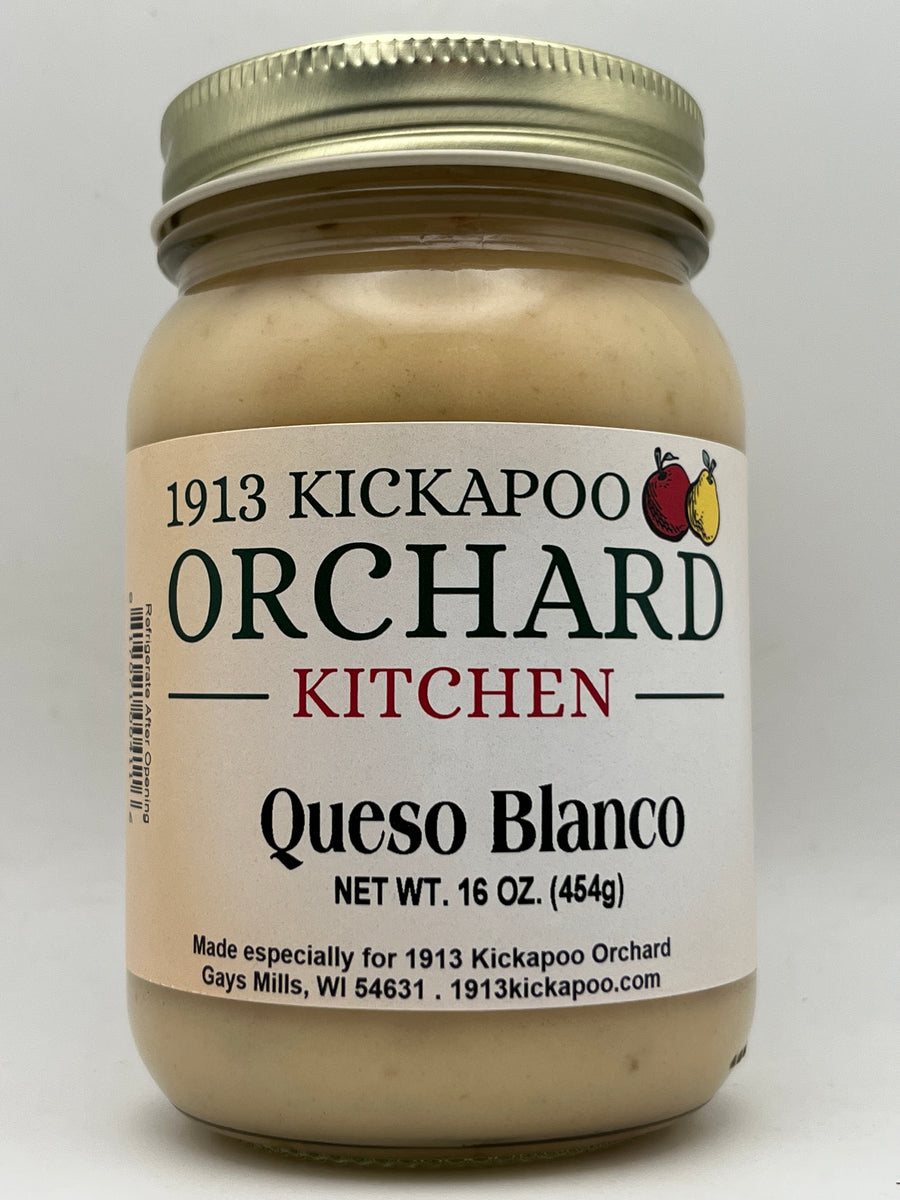 1913 KICKAPOO
ORCHARD
KITCHEN
Queso Blanco
NET WT. 16 OZ. (454g)
Made especially for 1913 Kickapoo Orchard
Gays Mills, WI 54631 . 1913kickapoo.com
Refrigerate After Opening